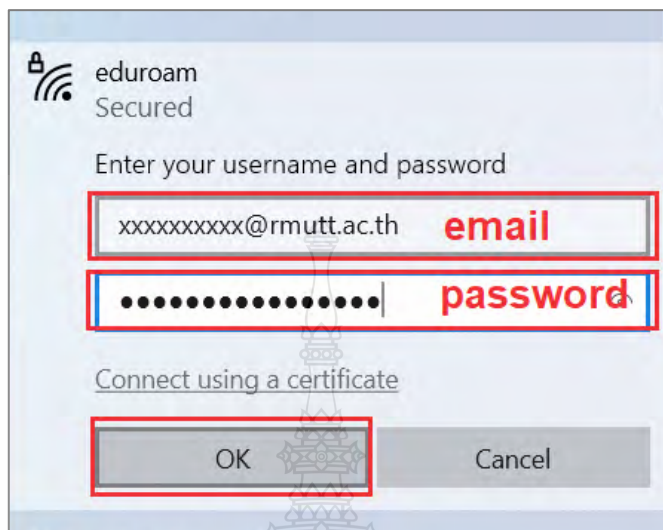 eduroam
Secured
Enter your username and password
xxxxxxxxxx@rmutt.ac.th email
●●●●●●●●●●●●●●●● password
Connect using a certificate
OK Cancel